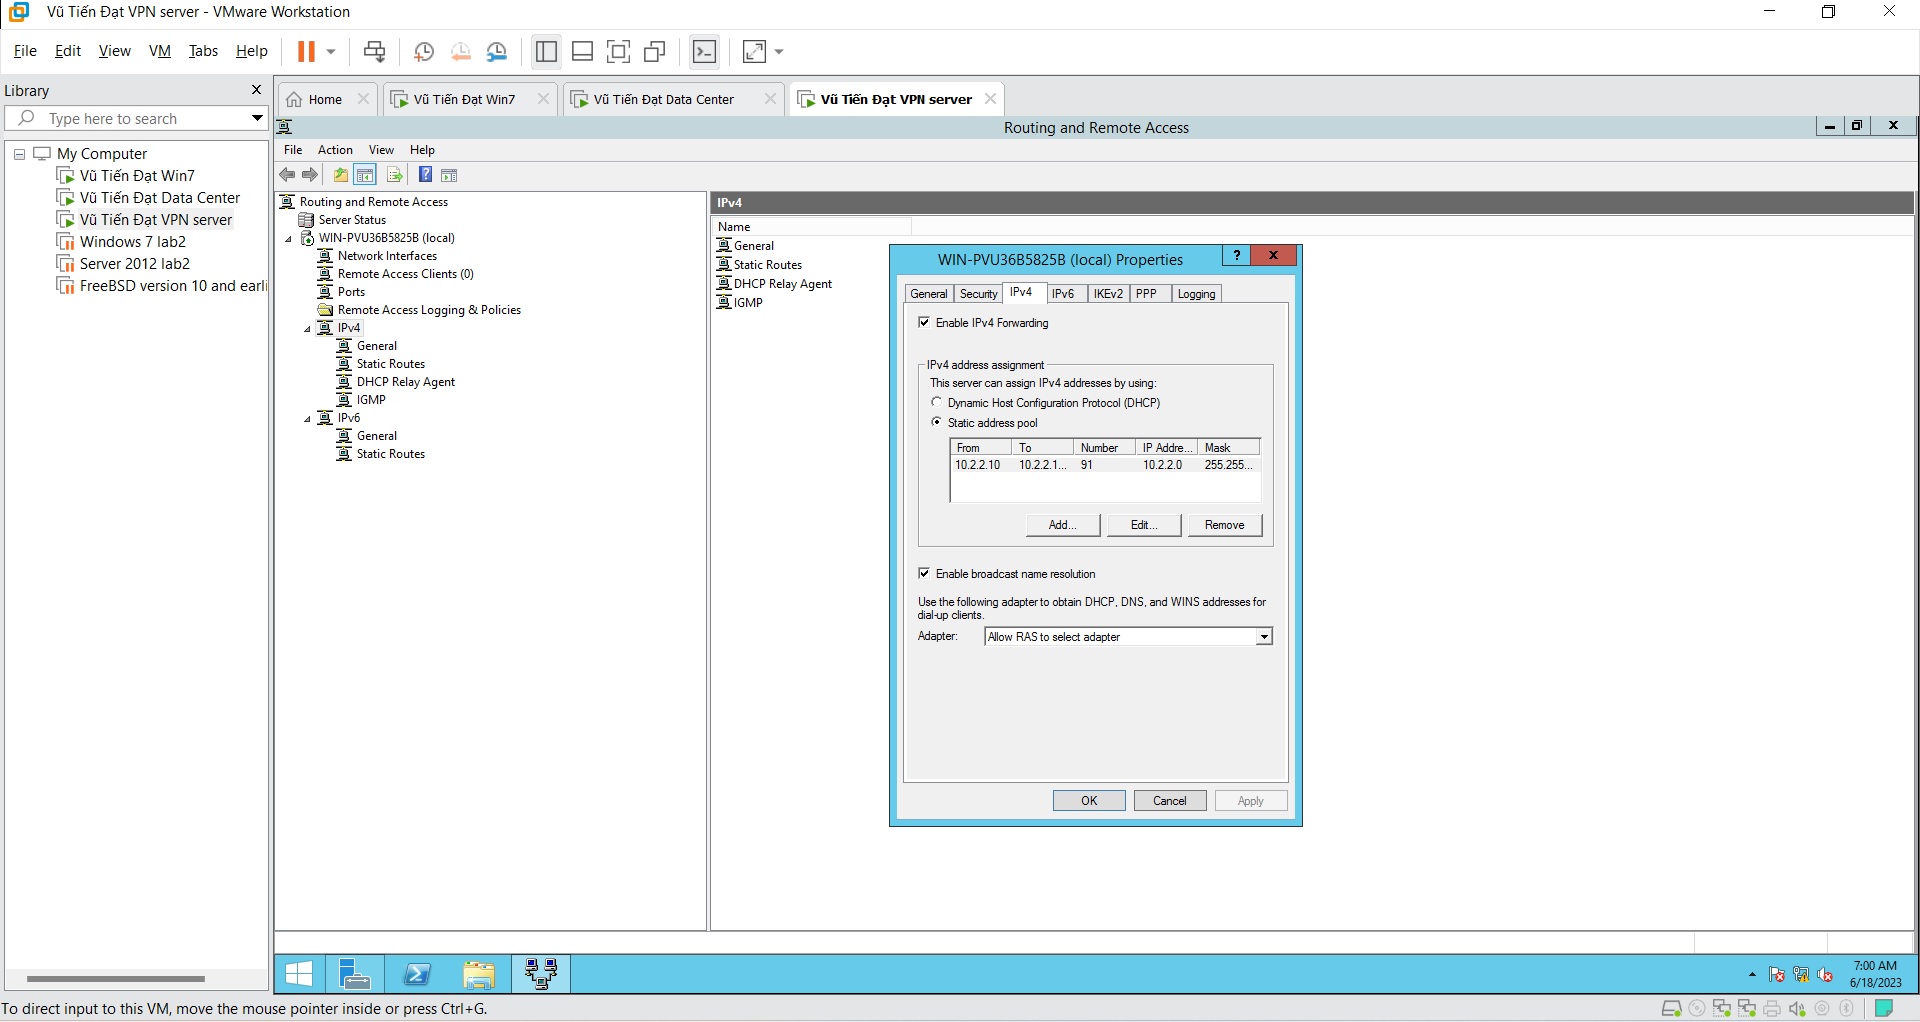 Vũ Tiến Đạt VPN server - VMware Workstation
File Edit View VM Tabs Help
Library
Type here to search
My Computer
Vũ Tiến Đạt Win7
Vũ Tiến Đạt Data Center
Vũ Tiến Đạt VPN server
Windows 7 lab2
Server 2012 lab2
FreeBSD version 10 and earli
Home
Vũ Tiến Đạt Win7
Vũ Tiến Đạt Data Center
Vũ Tiến Đạt VPN server
Routing and Remote Access
File Action View Help
Routing and Remote Access
Server Status
WIN-PVU36B5825B (local)
Network Interfaces
Remote Access Clients (0)
Ports
Remote Access Logging & Policies
IPv4
General
Static Routes
DHCP Relay Agent
IGMP
IPv6
General
Static Routes
IPv4
Name
General
Static Routes
DHCP Relay Agent
IGMP
WIN-PVU36B5825B (local) Properties
? X
General Security IPv4 IPv6 IKEv2 PPP Logging
Enable IPv4 Forwarding
IPv4 address assignment
This server can assign IPv4 addresses by using:
Dynamic Host Configuration Protocol (DHCP)
Static address pool
From To Number IP Addre... Mask
10.2.2.10 10.2.2.1... 91 10.2.2.0 255.255...
Add... Edit... Remove
Enable broadcast name resolution
Use the following adapter to obtain DHCP, DNS, and WINS addresses for
dial-up clients.
Adapter: Allow RAS to select adapter
OK Cancel Apply
7:00 AM
6/18/2023
To direct input to this VM, move the mouse pointer inside or press Ctrl+G.